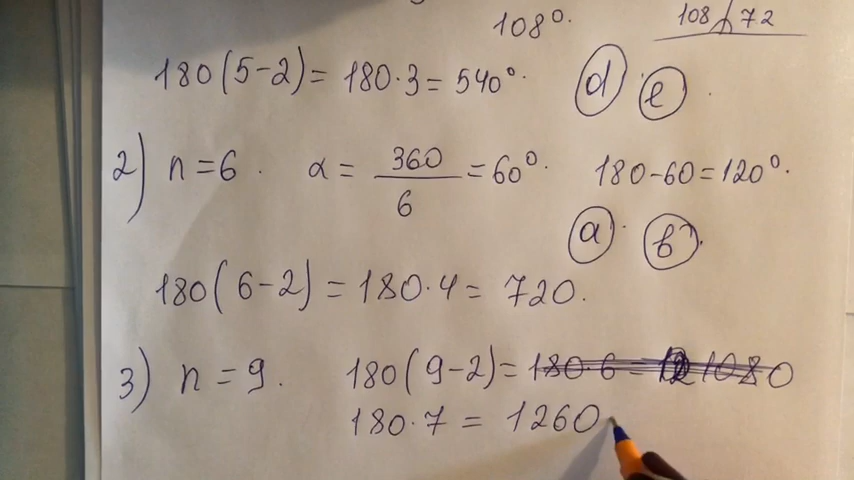 108°.
108 72
180(5-2)= 180·3= 540°. d e .
2) n=6 . α = 360/6 =60°. 180-60=120°.
a . b .
180( 6-2) = 180·4= 720.
3) n = 9 . 180( 9-2)= 180·6 = 12 1080
180·7 = 1260